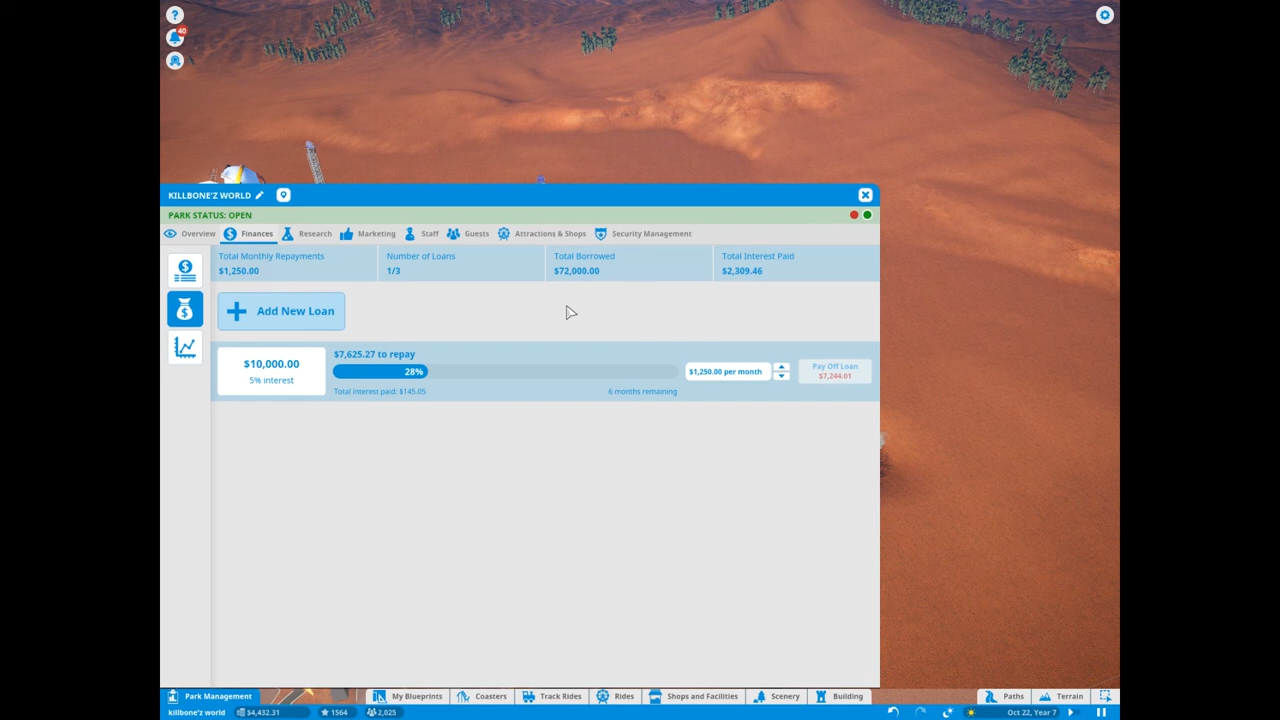 ?
40
KILLBONE'Z WORLD
PARK STATUS: OPEN
Overview Finances Research Marketing Staff Guests Attractions & Shops Security Management
Total Monthly Repayments Number of Loans Total Borrowed Total Interest Paid
$1,250.00 1/3 $72,000.00 $2,309.46
+ Add New Loan
$10,000.00
5% interest
$7,625.27 to repay
28%
Total interest paid: $145.05 6 months remaining
$1,250.00 per month
Pay Off Loan
$7,244.01
Park Management My Blueprints Coasters Track Rides Rides Shops and Facilities Scenery Building Paths Terrain
killbone'z world $4,432.31 1564 2,025 Oct 22, Year 7